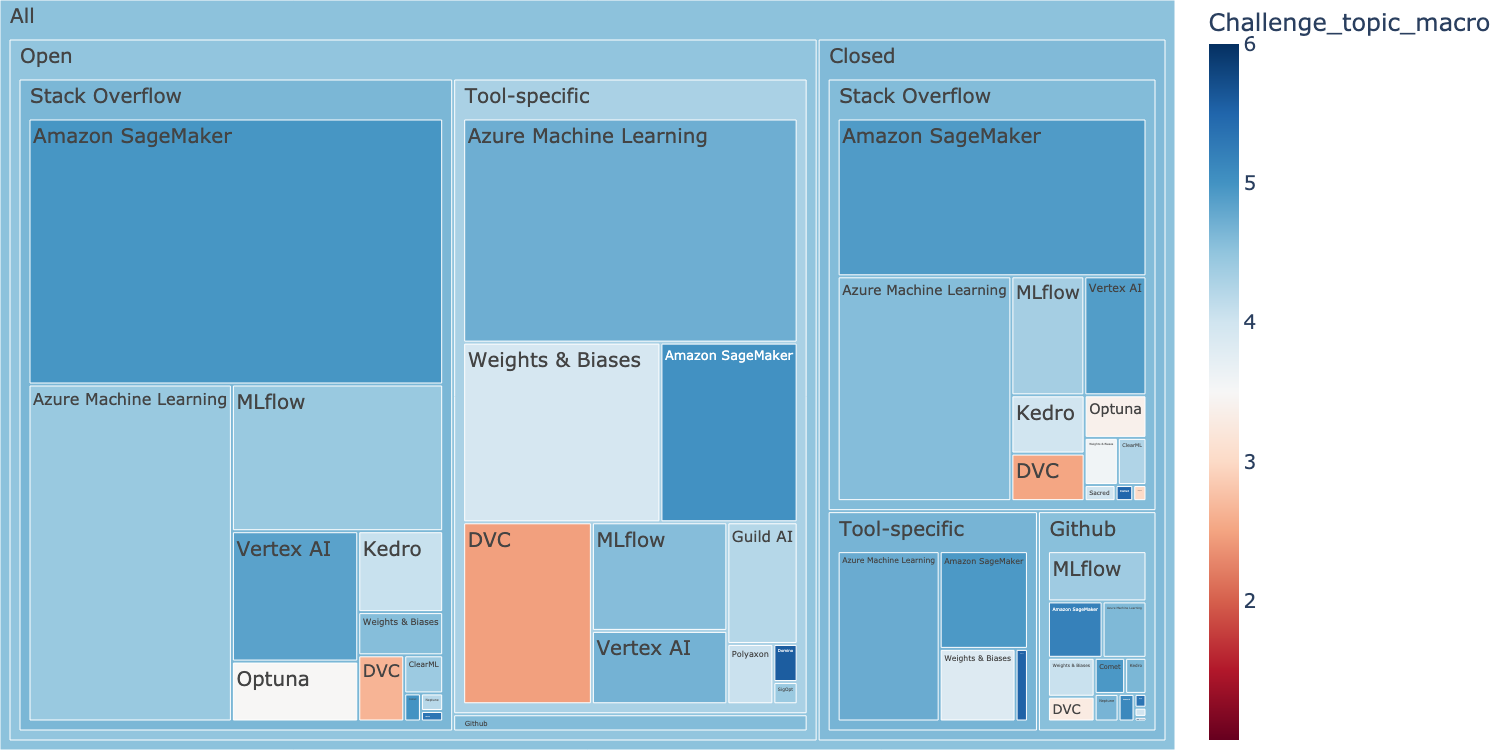 All
Open
Stack Overflow
Amazon SageMaker
Azure Machine Learning
MLflow
Vertex AI
Kedro
Weights & Biases
Optuna
DVC
ClearML
Tool-specific
Azure Machine Learning
Weights & Biases
Amazon SageMaker
DVC
MLflow
Guild AI
Vertex AI
Polyaxon
Domino
SigOpt
Github
Closed
Stack Overflow
Amazon SageMaker
Azure Machine Learning
MLflow
Vertex AI
Kedro
Optuna
Weights & Biases
ClearML
DVC
Sacred
Tool-specific
Azure Machine Learning
Amazon SageMaker
Weights & Biases
Github
MLflow
Amazon SageMaker
Azure Machine Learning
Weights & Biases
Comet
Kedro
DVC
Challenge_topic_macro
6
5
4
3
2